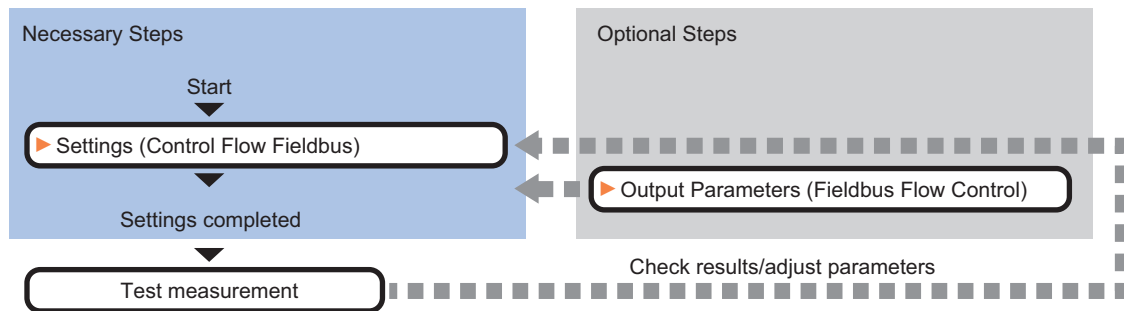 Necessary Steps
Optional Steps
Start
Settings (Control Flow Fieldbus)
Output Parameters (Fieldbus Flow Control)
Settings completed
Check results/adjust parameters
Test measurement